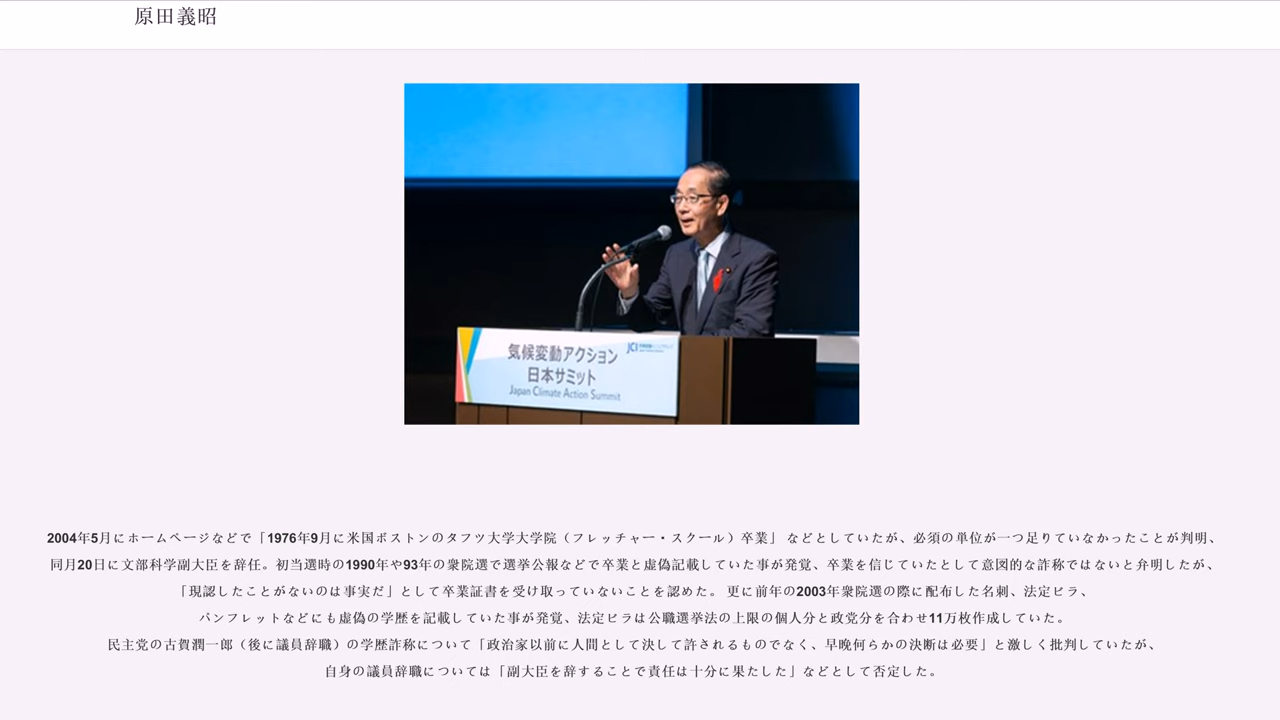 原田義昭
気候変動アクション
日本サミット
Japan Climate Action Summit
JCI
2004年5月にホームページなどで「1976年9月に米国ボストンのタフツ大学大学院（フレッチャー・スクール）卒業」 などとしていたが、必須の単位が一つ足りていなかったことが判明、
同月20日に文部科学副大臣を辞任。初当選時の1990年や93年の衆院選で選挙公報などで卒業と虚偽記載していた事が発覚、卒業を信じていたとして意図的な詐称ではないと弁明したが、
「現認したことがないのは事実だ」として卒業証書を受け取っていないことを認めた。 更に前年の2003年衆院選の際に配布した名刺、法定ビラ、
パンフレットなどにも虚偽の学歴を記載していた事が発覚、法定ビラは公職選挙法の上限の個人分と政党分を合わせ11万枚作成していた。
民主党の古賀潤一郎（後に議員辞職）の学歴詐称について「政治家以前に人間として決して許されるものでなく、早晩何らかの決断は必要」と激しく批判していたが、
自身の議員辞職については「副大臣を辞することで責任は十分に果たした」などとして否定した。